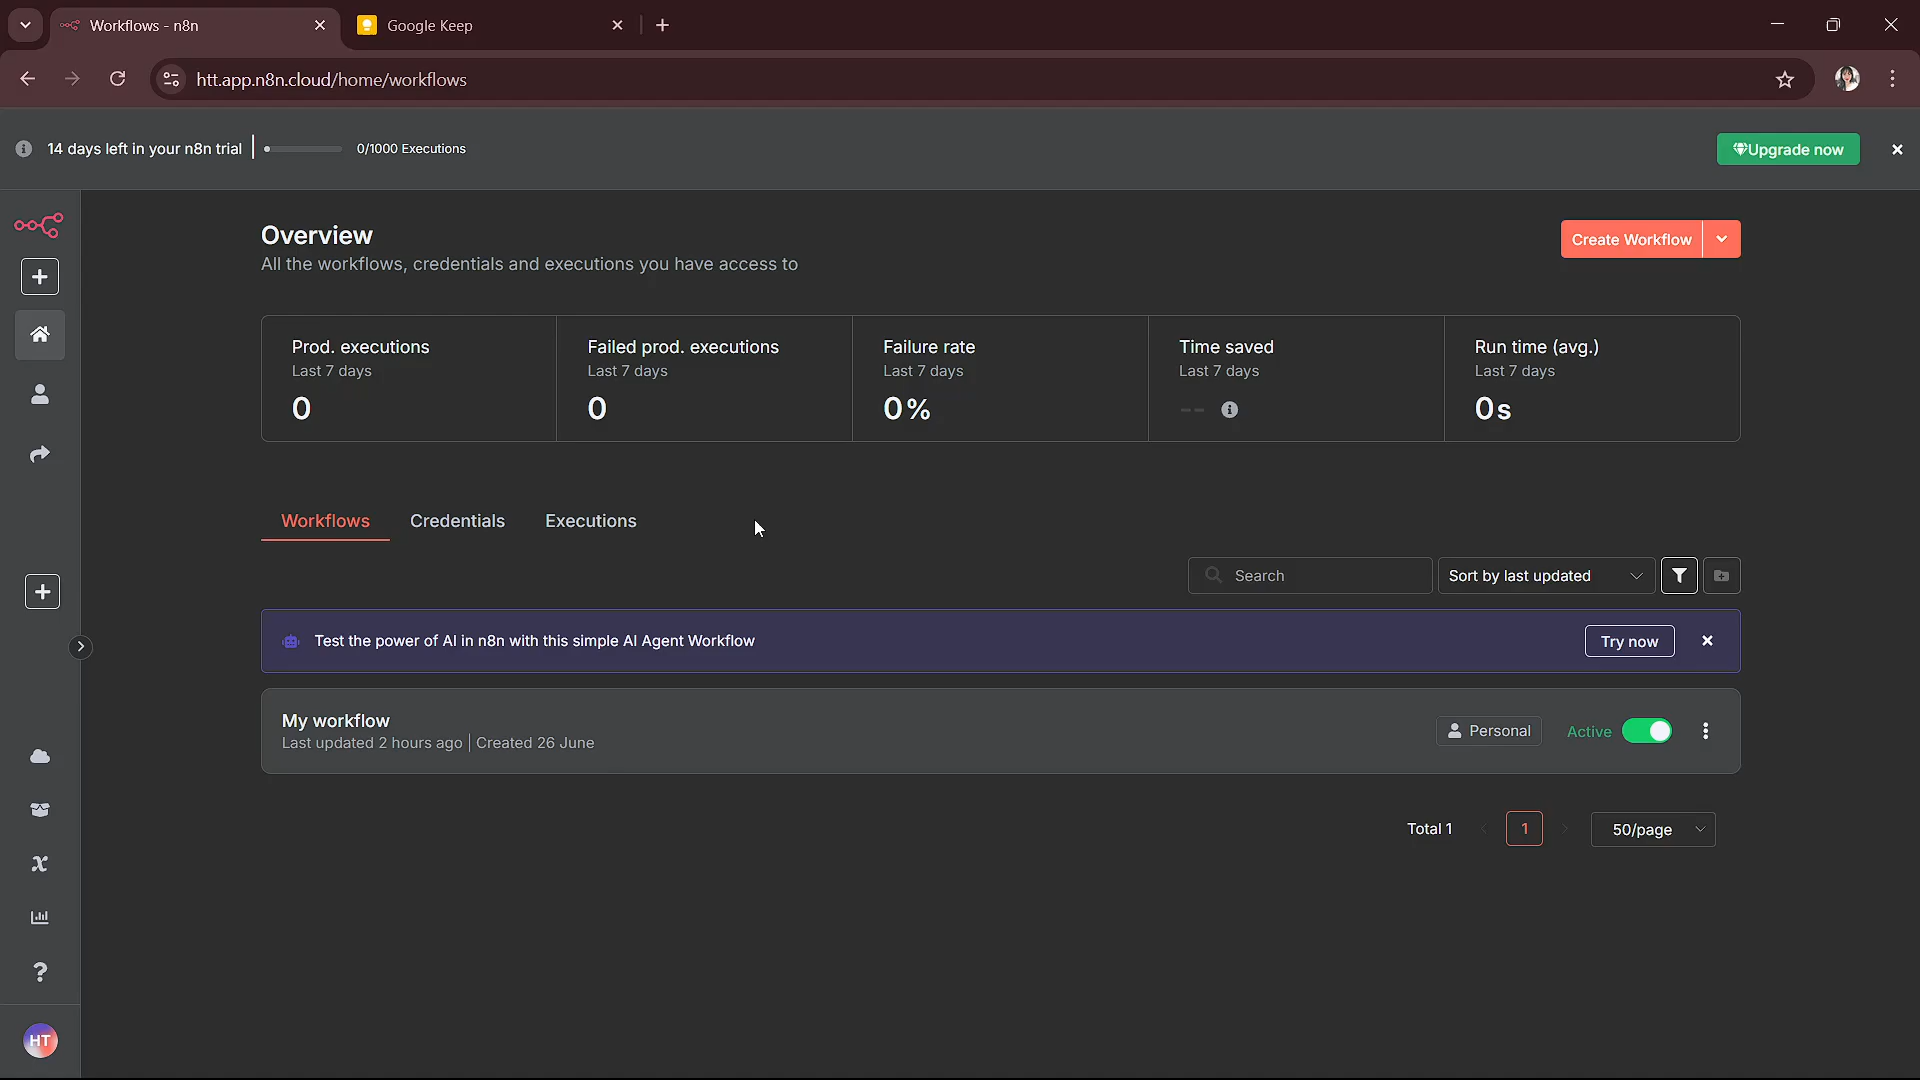 Workflows - n8n
Google Keep
htt.app.n8n.cloud/home/workflows
14 days left in your n8n trial
0/1000 Executions
Upgrade now
Overview
All the workflows, credentials and executions you have access to
Create Workflow
Prod. executions
Last 7 days
0
Failed prod. executions
Last 7 days
0
Failure rate
Last 7 days
0%
Time saved
Last 7 days
--
Run time (avg.)
Last 7 days
0s
Workflows
Credentials
Executions
Search
Sort by last updated
Test the power of AI in n8n with this simple AI Agent Workflow
Try now
My workflow
Last updated 2 hours ago | Created 26 June
Personal
Active
Total 1
1
50/page
HT